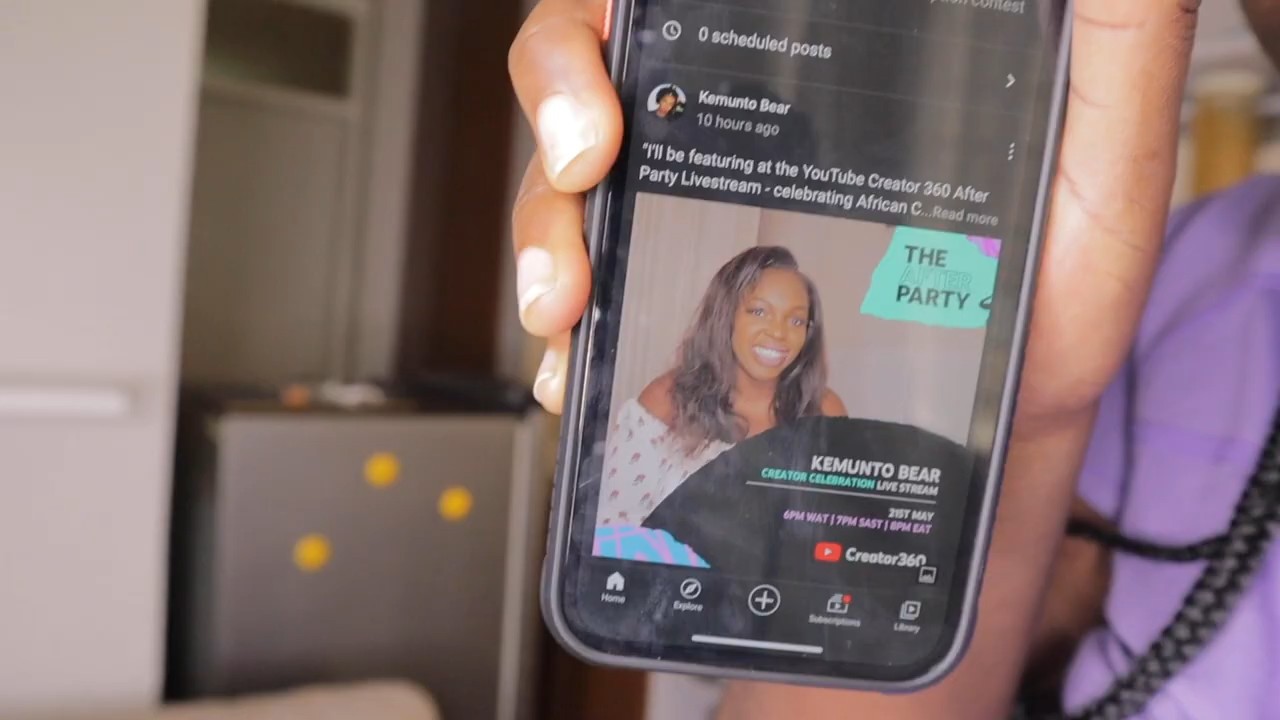 contest
0 scheduled posts
Kemunto Bear
10 hours ago
"I'll be featuring at the YouTube Creator 360 After
Party Livestream - celebrating African C...Read more
THE
AFTER
PARTY
KEMUNTO BEAR
CREATOR CELEBRATION LIVE STREAM
21ST MAY
6PM WAT | 7PM SAST | 8PM EAT
Creator360
Home
Explore
Subscriptions
Library